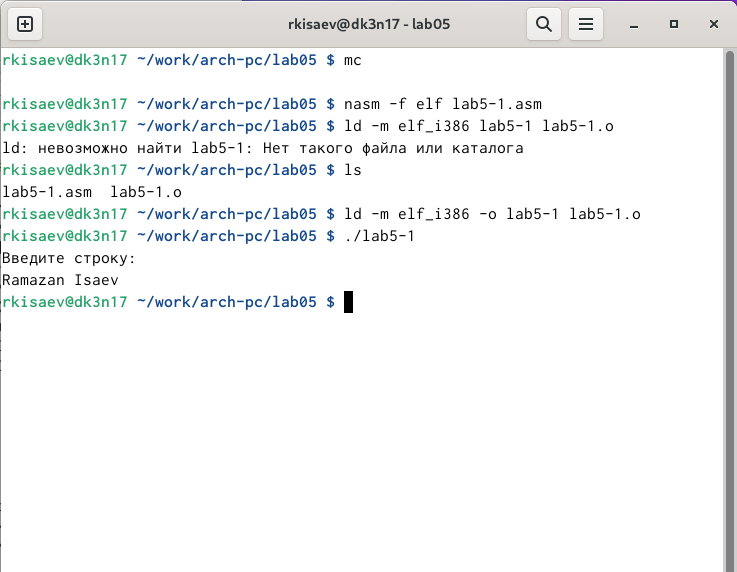 rkisaev@dk3n17 - lab05
rkisaev@dk3n17 ~/work/arch-pc/lab05 $ mc
rkisaev@dk3n17 ~/work/arch-pc/lab05 $ nasm -f elf lab5-1.asm
rkisaev@dk3n17 ~/work/arch-pc/lab05 $ ld -m elf_i386 lab5-1 lab5-1.o
ld: невозможно найти lab5-1: Нет такого файла или каталога
rkisaev@dk3n17 ~/work/arch-pc/lab05 $ ls
lab5-1.asm  lab5-1.o
rkisaev@dk3n17 ~/work/arch-pc/lab05 $ ld -m elf_i386 -o lab5-1 lab5-1.o
rkisaev@dk3n17 ~/work/arch-pc/lab05 $ ./lab5-1
Введите строку:
Ramazan Isaev
rkisaev@dk3n17 ~/work/arch-pc/lab05 $